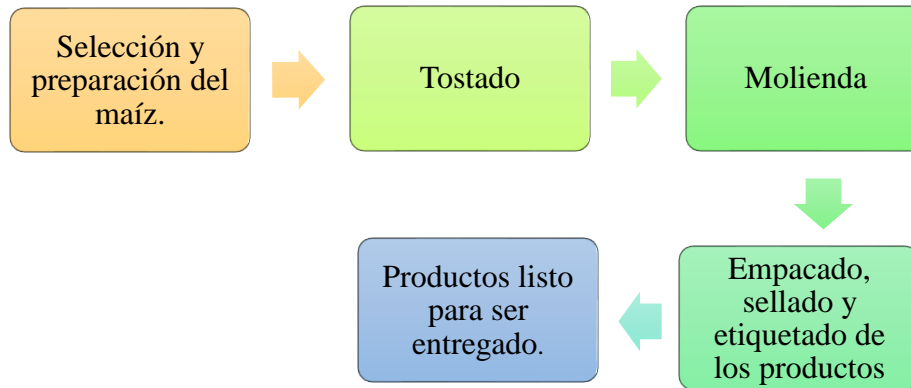 Selección y
preparación del
maíz.
Tostado
Molienda
Empacado,
sellado y
etiquetado de
los productos
Productos listo
para ser
entregado.